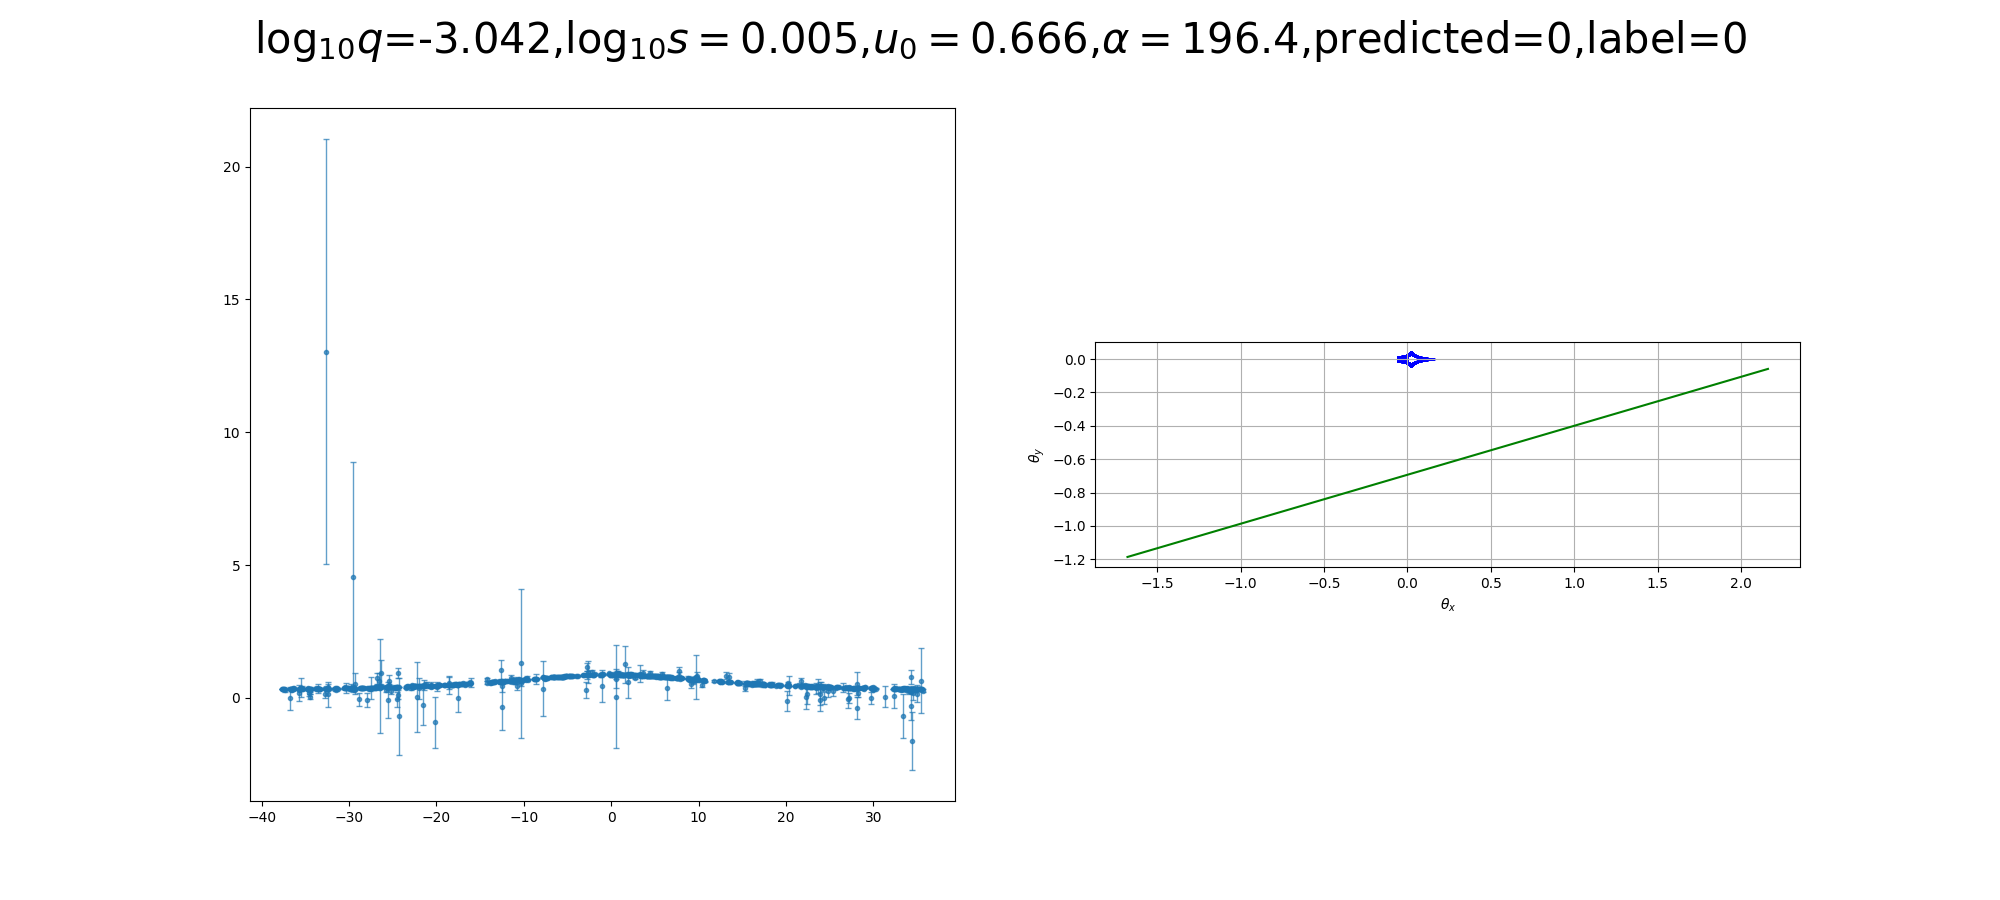 log₁₀q=-3.042,log₁₀s = 0.005,u₀ = 0.666,α = 196.4,predicted=0,label=0
20
15
10
5
0
−40 −30 −20 −10 0 10 20 30
0.0
−0.2
−0.4
−0.6
−0.8
−1.0
−1.2
θy
−1.5 −1.0 −0.5 0.0 0.5 1.0 1.5 2.0
θx